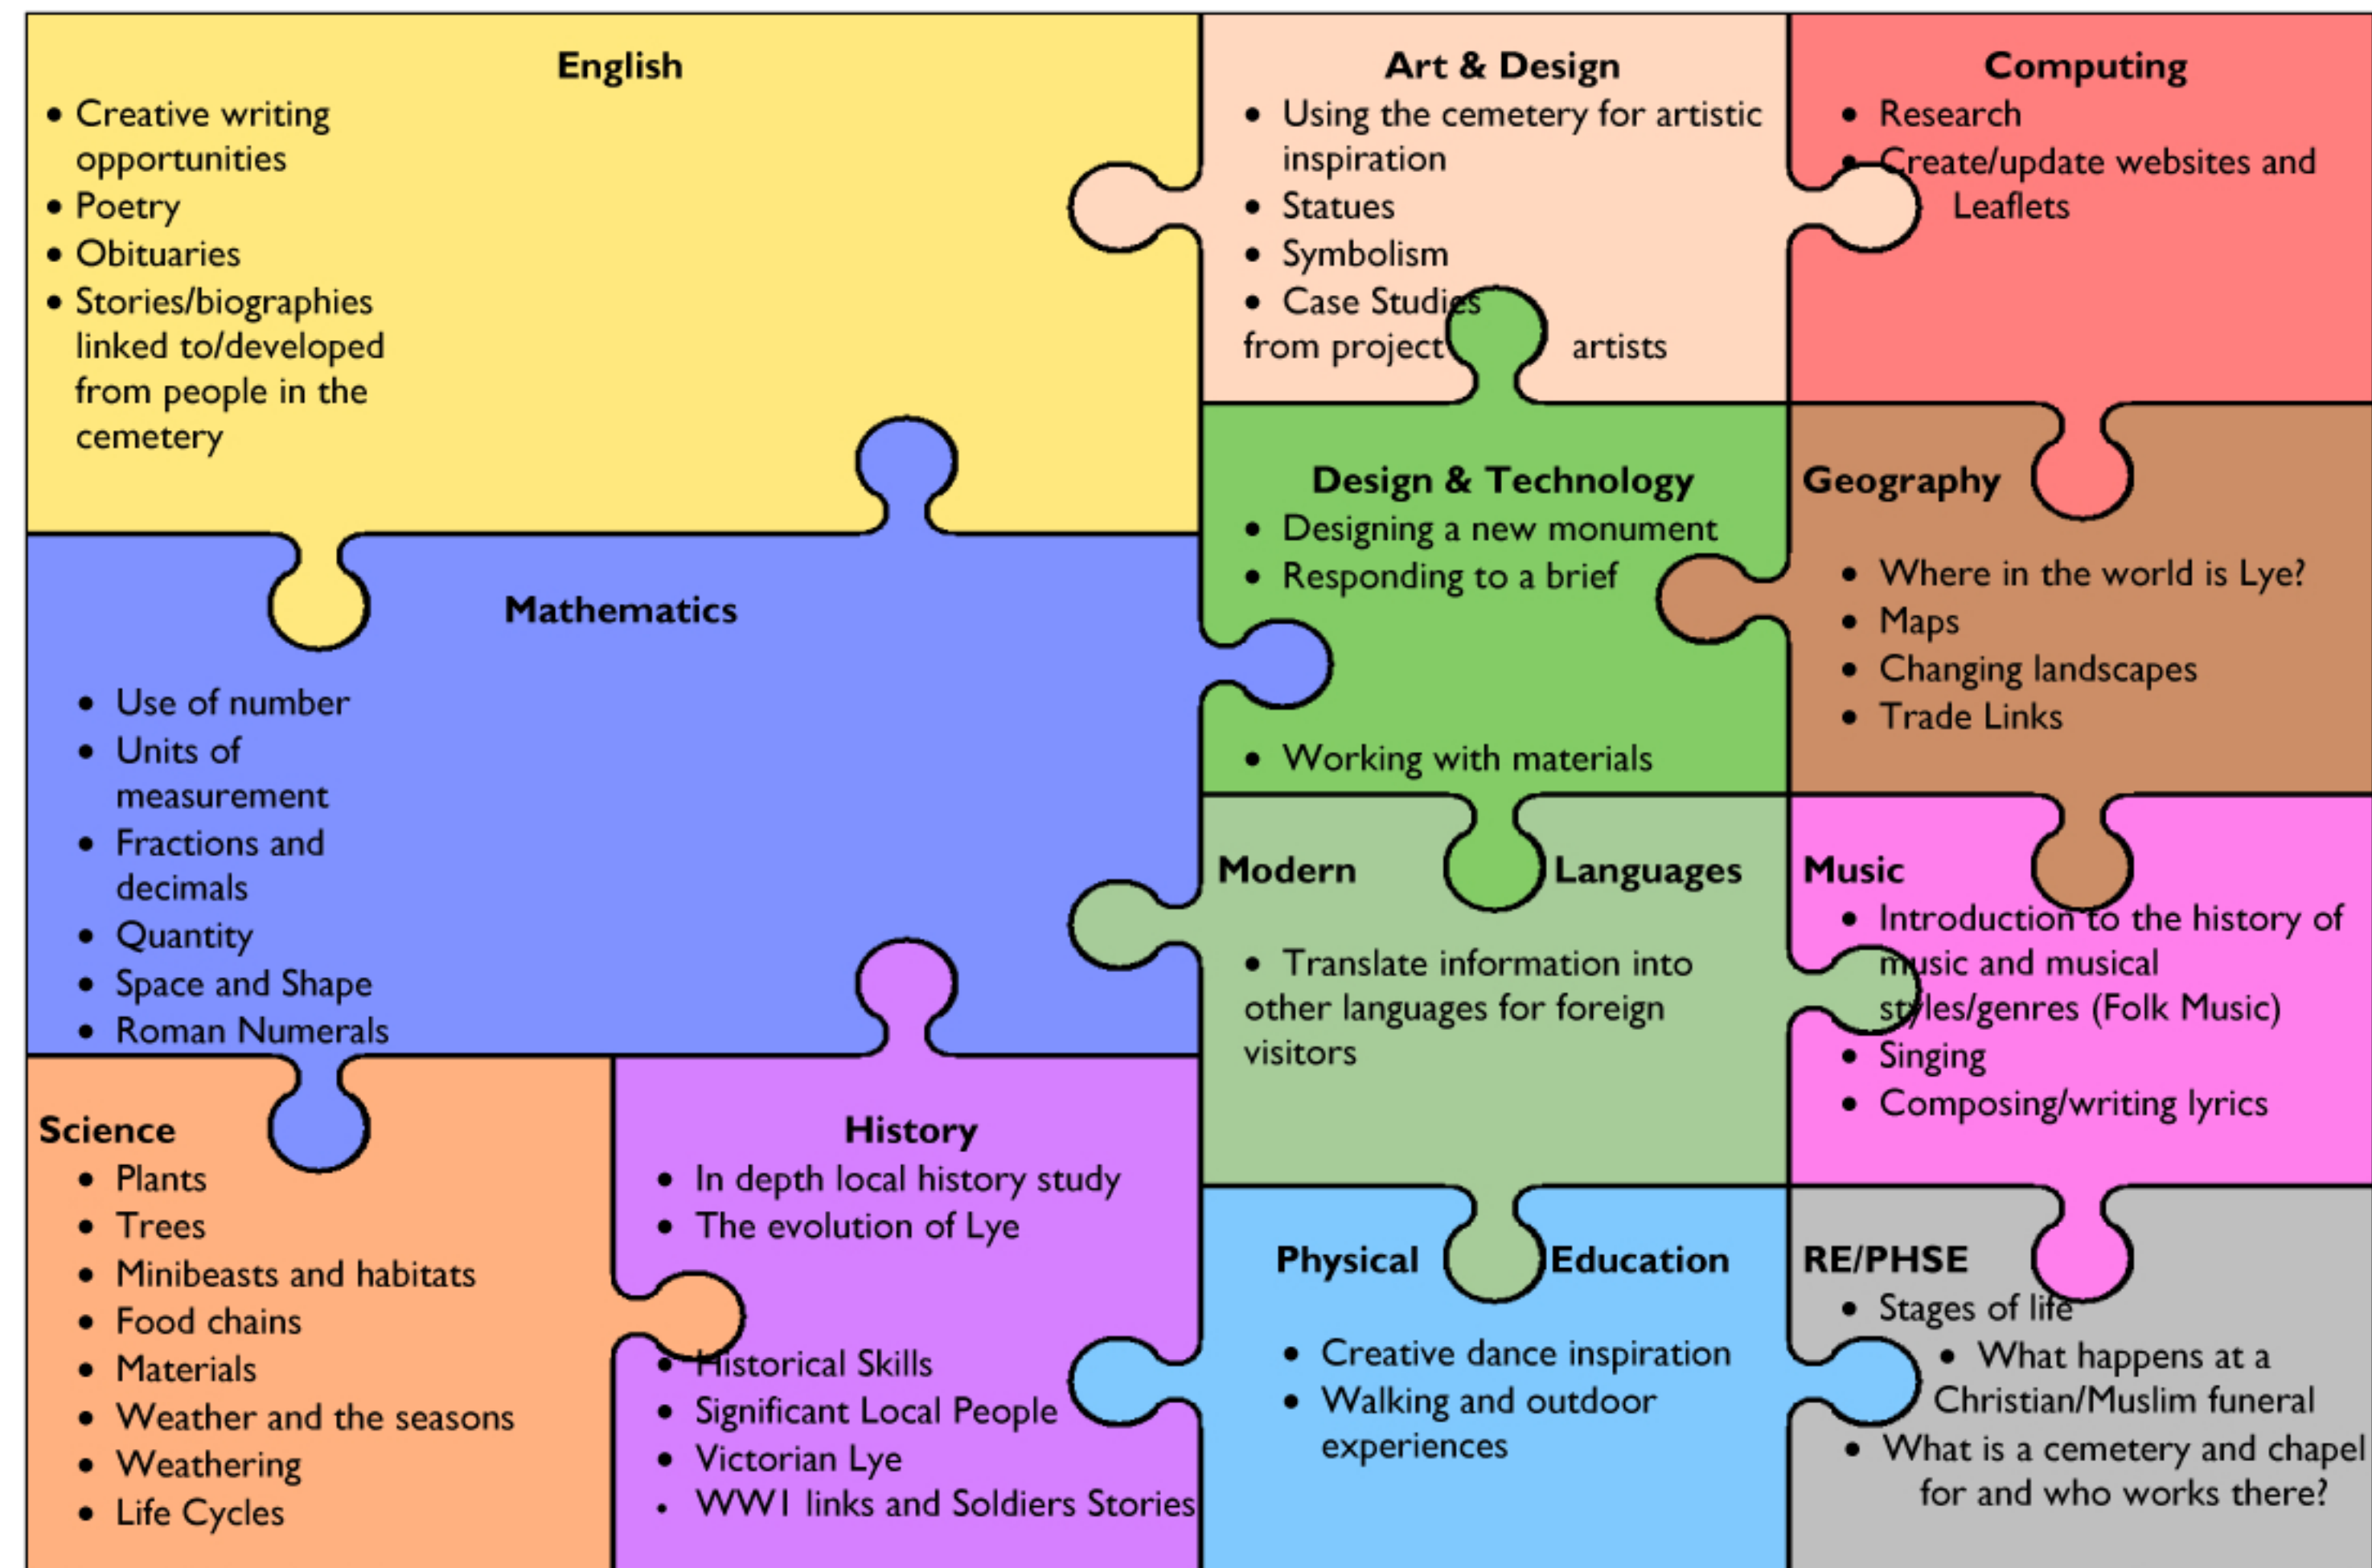 English
• Creative writing
opportunities
• Poetry
• Obituaries
• Stories/biographies
linked to/developed
from people in the
cemetery
Art & Design
• Using the cemetery for artistic
inspiration
• Statues
• Symbolism
• Case Studies
from project artists
Computing
• Research
• Create/update websites and
Leaflets
Mathematics
• Use of number
• Units of
measurement
• Fractions and
decimals
• Quantity
• Space and Shape
• Roman Numerals
Design & Technology
• Designing a new monument
• Responding to a brief
• Working with materials
Geography
• Where in the world is Lye?
• Maps
• Changing landscapes
• Trade Links
Modern Languages
• Translate information into
other languages for foreign
visitors
Music
• Introduction to the history of
music and musical
styles/genres (Folk Music)
• Singing
• Composing/writing lyrics
Science
• Plants
• Trees
• Minibeasts and habitats
• Food chains
• Materials
• Weather and the seasons
• Weathering
• Life Cycles
History
• In depth local history study
• The evolution of Lye
• Historical Skills
• Significant Local People
• Victorian Lye
• WW1 links and Soldiers Stories
Physical Education
• Creative dance inspiration
• Walking and outdoor
experiences
RE/PHSE
• Stages of life
• What happens at a
Christian/Muslim funeral
• What is a cemetery and chapel
for and who works there?